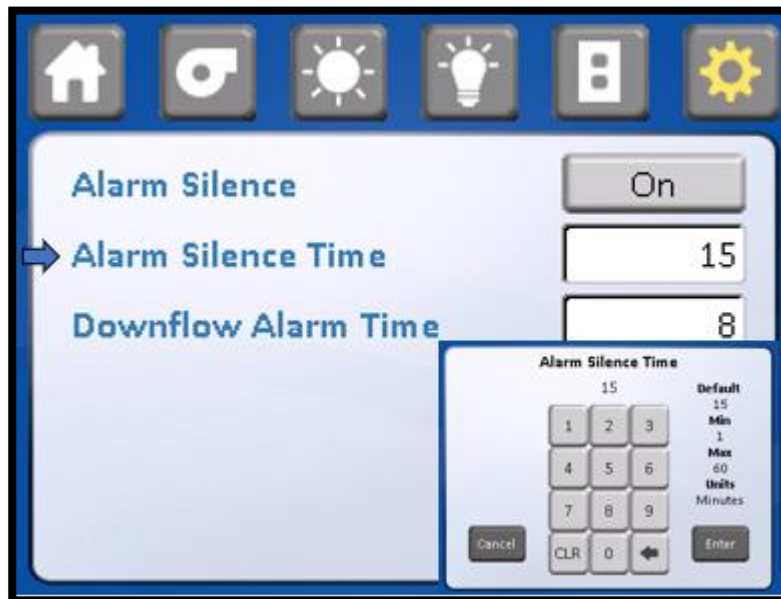 Alarm Silence
On
Alarm Silence Time
15
Downflow Alarm Time
8
Alarm Silence Time
15
Default
15
Min
1
Max
60
Units
Minutes
1 2 3
4 5 6
7 8 9
CLR 0
Cancel
Enter